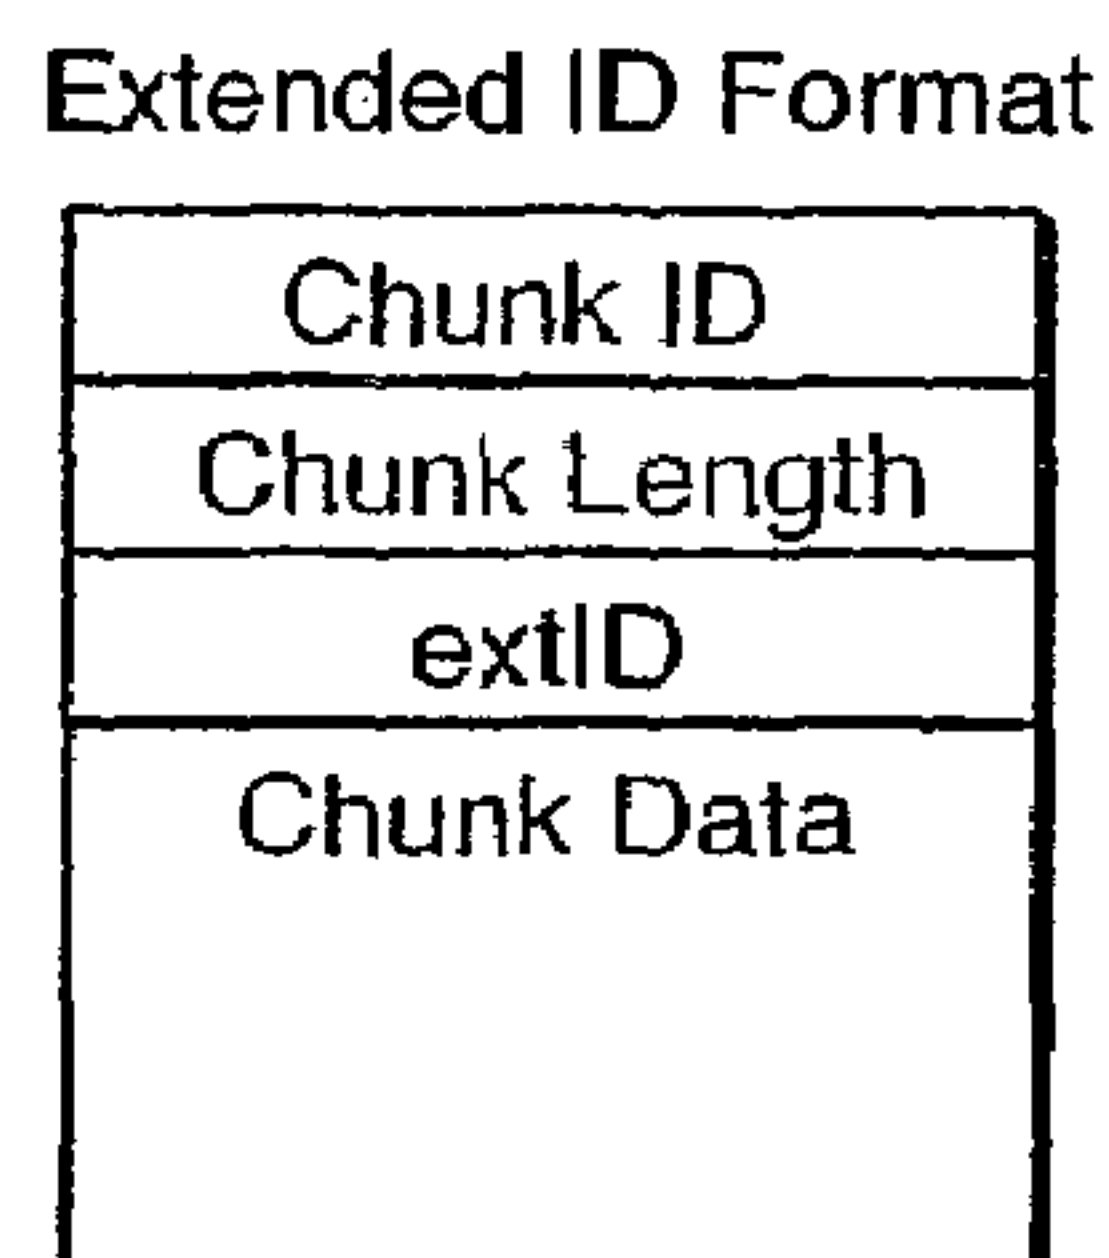 Extended ID Format
Chunk ID
Chunk Length
extID
Chunk Data